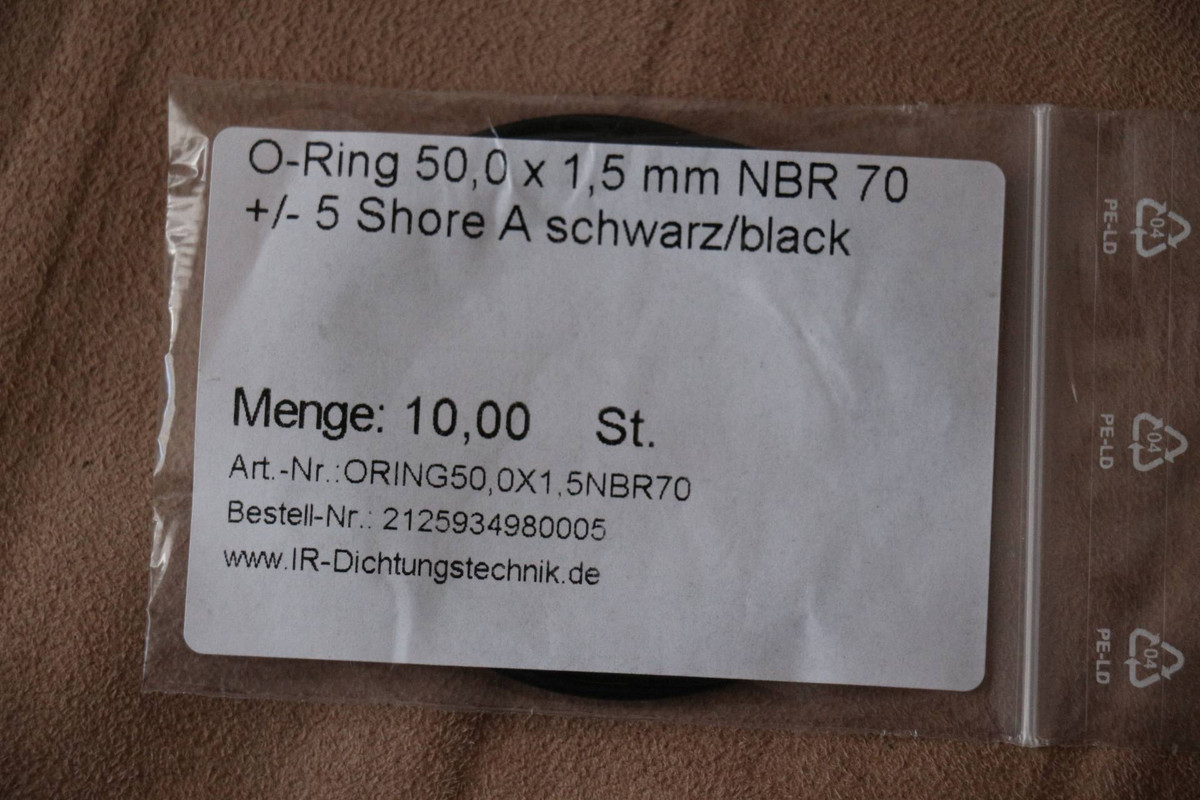 O-Ring 50,0 x 1,5 mm NBR 70
+/- 5 Shore A schwarz/black
Menge: 10,00 St.
Art.-Nr.:ORING50,0X1,5NBR70
Bestell-Nr.: 2125934980005
www.IR-Dichtungstechnik.de
04
PE-LD
04
PE-LD
04
PE-LD